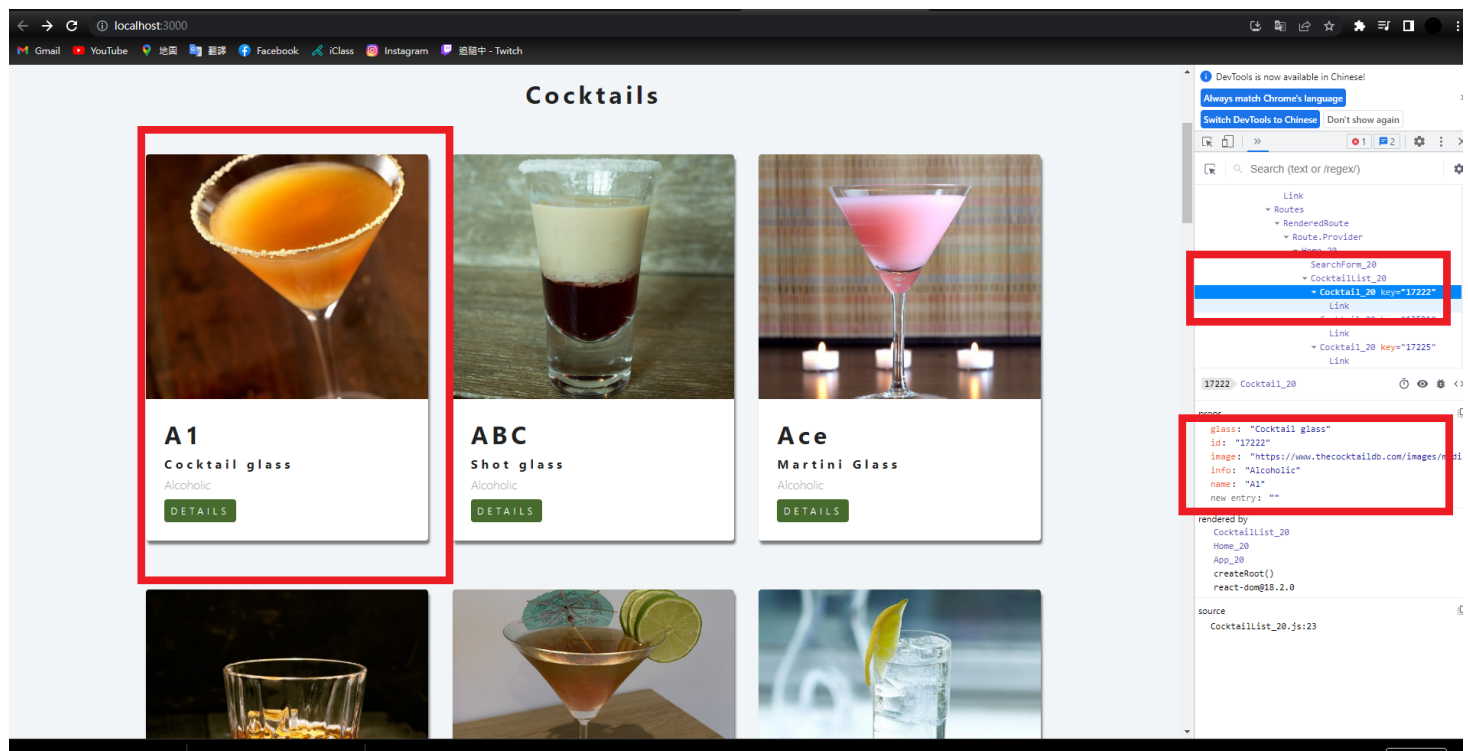 localhost:3000
Gmail YouTube 地圖 翻譯 Facebook iClass Instagram 追隨中 - Twitch
Cocktails
A1
Cocktail glass
Alcoholic
DETAILS
ABC
Shot glass
Alcoholic
DETAILS
Ace
Martini Glass
Alcoholic
DETAILS
DevTools is now available in Chinese!
Always match Chrome's language
Switch DevTools to Chinese Don't show again
» 1 2
Search (text or /regex/)
Link
Routes
RenderedRoute
Route.Provider
Home_20
SearchForm_20
CocktailList_20
Cocktail_20 key="17222"
Link
Link
Cocktail_20 key="17225"
Link
17222 Cocktail_20
props
glass: "Cocktail glass"
id: "17222"
image: "https://www.thecocktaildb.com/images/medi
info: "Alcoholic"
name: "A1"
new entry: ""
rendered by
CocktailList_20
Home_20
App_20
createRoot()
react-dom@18.2.0
source
CocktailList_20.js:23